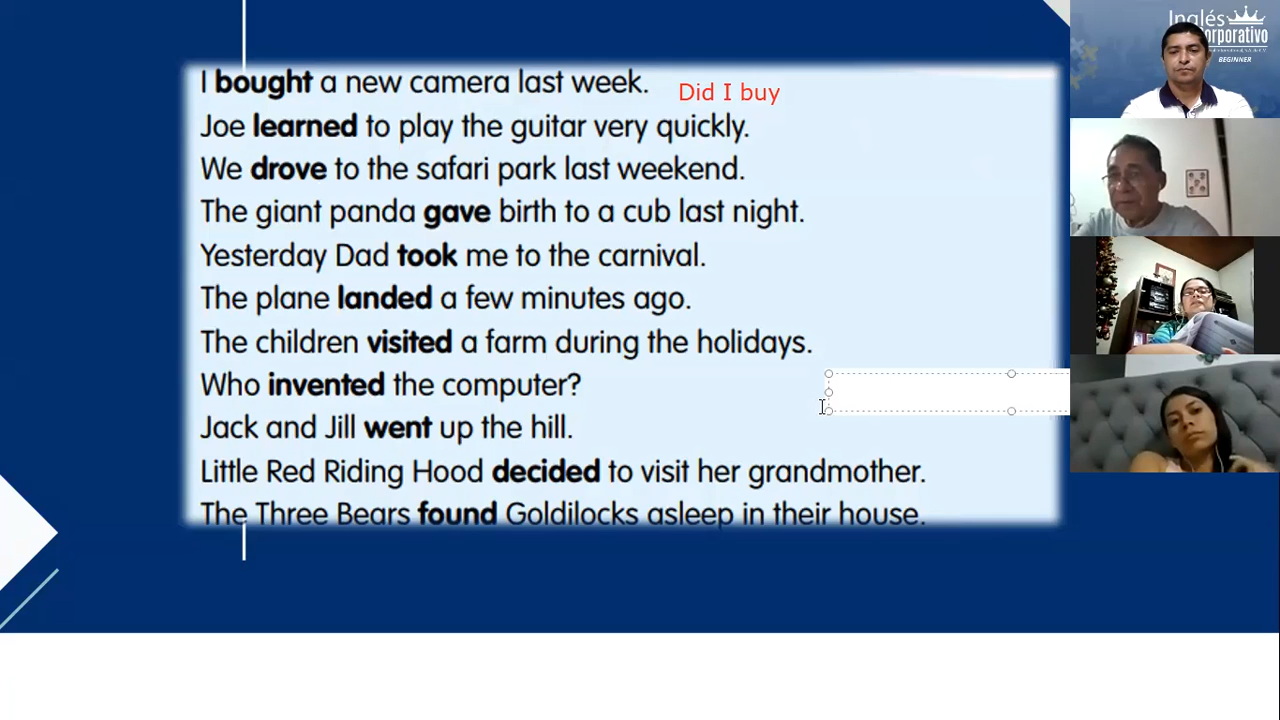 I bought a new camera last week.
Did I buy
Joe learned to play the guitar very quickly.
We drove to the safari park last weekend.
The giant panda gave birth to a cub last night.
Yesterday Dad took me to the carnival.
The plane landed a few minutes ago.
The children visited a farm during the holidays.
Who invented the computer?
Jack and Jill went up the hill.
Little Red Riding Hood decided to visit her grandmother.
The Three Bears found Goldilocks asleep in their house.
Inglés
orporativo
BEGINNER